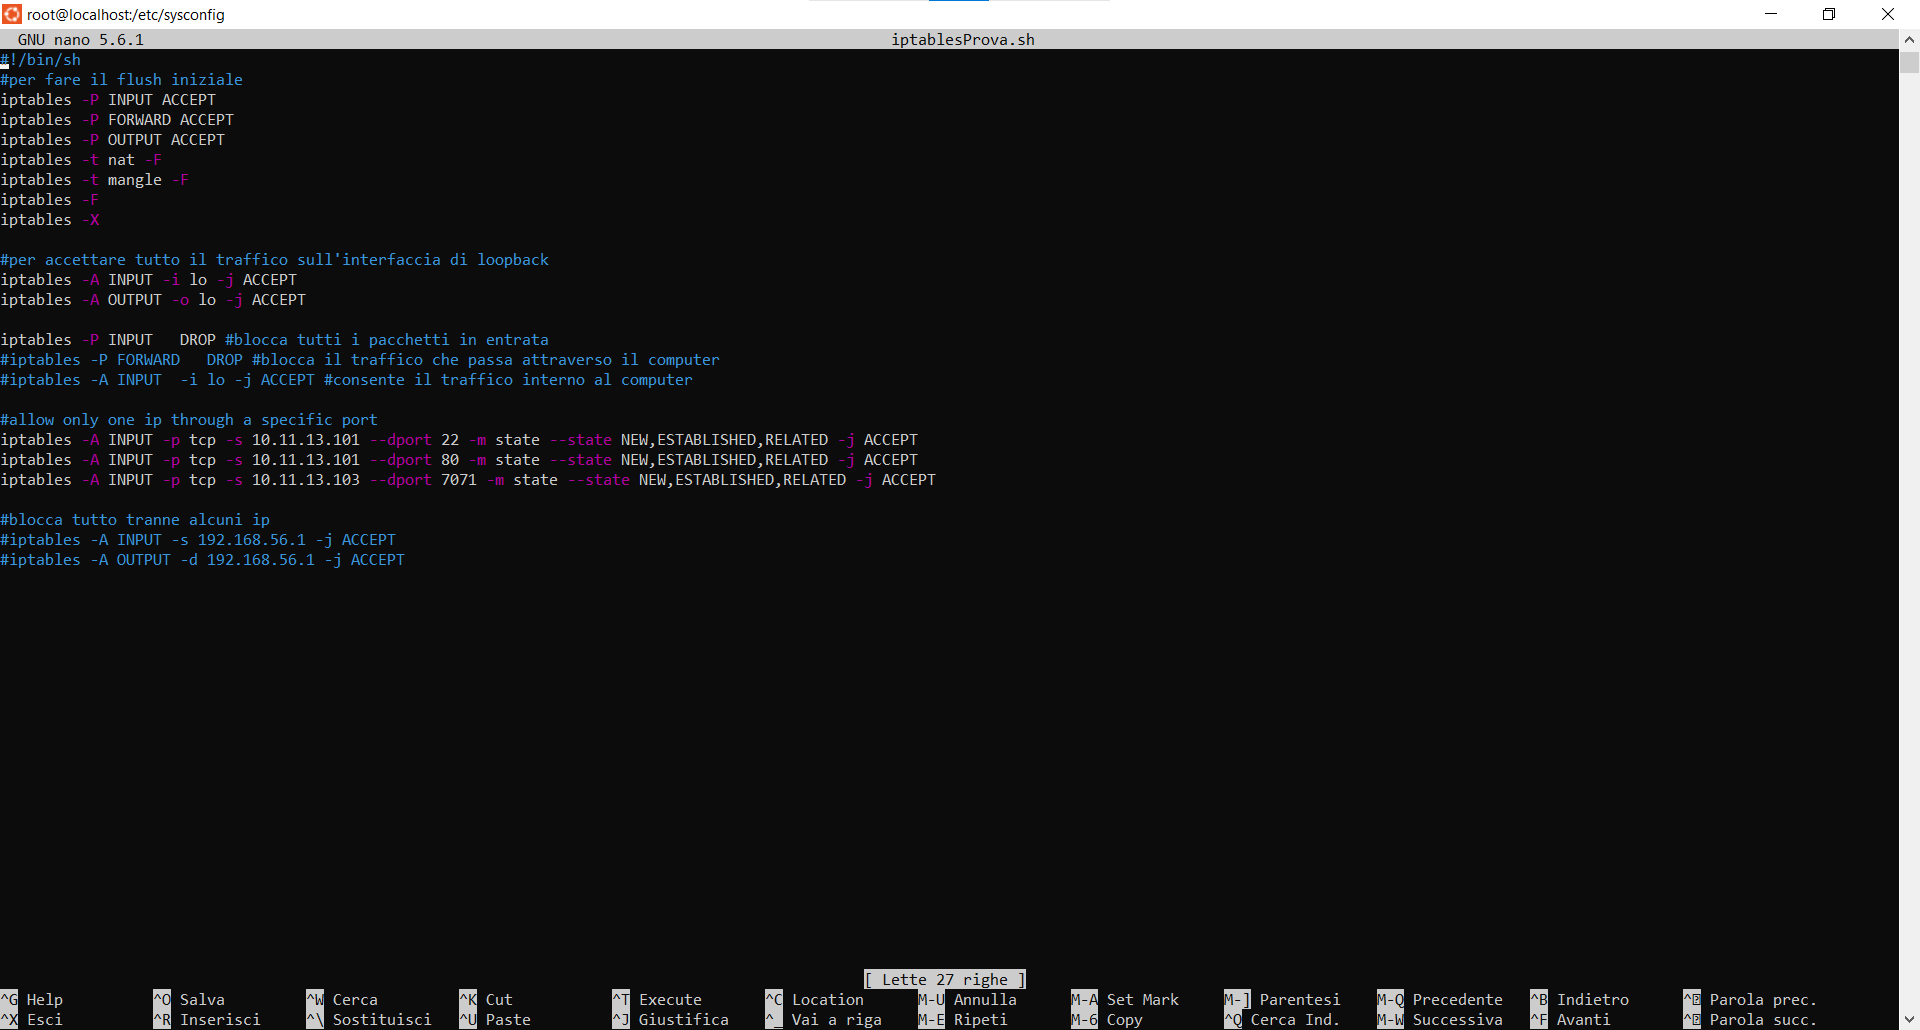 root@localhost:/etc/sysconfig
GNU nano 5.6.1 iptablesProva.sh
#!/bin/sh
#per fare il flush iniziale
iptables -P INPUT ACCEPT
iptables -P FORWARD ACCEPT
iptables -P OUTPUT ACCEPT
iptables -t nat -F
iptables -t mangle -F
iptables -F
iptables -X
#per accettare tutto il traffico sull'interfaccia di loopback
iptables -A INPUT -i lo -j ACCEPT
iptables -A OUTPUT -o lo -j ACCEPT
iptables -P INPUT   DROP #blocca tutti i pacchetti in entrata
#iptables -P FORWARD   DROP #blocca il traffico che passa attraverso il computer
#iptables -A INPUT  -i lo -j ACCEPT #consente il traffico interno al computer
#allow only one ip through a specific port
iptables -A INPUT -p tcp -s 10.11.13.101 --dport 22 -m state --state NEW,ESTABLISHED,RELATED -j ACCEPT
iptables -A INPUT -p tcp -s 10.11.13.101 --dport 80 -m state --state NEW,ESTABLISHED,RELATED -j ACCEPT
iptables -A INPUT -p tcp -s 10.11.13.103 --dport 7071 -m state --state NEW,ESTABLISHED,RELATED -j ACCEPT
#blocca tutto tranne alcuni ip
#iptables -A INPUT -s 192.168.56.1 -j ACCEPT
#iptables -A OUTPUT -d 192.168.56.1 -j ACCEPT
[ Lette 27 righe ]
^G Help ^O Salva ^W Cerca ^K Cut ^T Execute ^C Location M-U Annulla M-A Set Mark M-] Parentesi M-Q Precedente ^B Indietro ^ Parola prec.
^X Esci ^R Inserisci ^\ Sostituisci ^U Paste ^J Giustifica ^_ Vai a riga M-E Ripeti M-6 Copy ^Q Cerca Ind. M-W Successiva ^F Avanti ^ Parola succ.